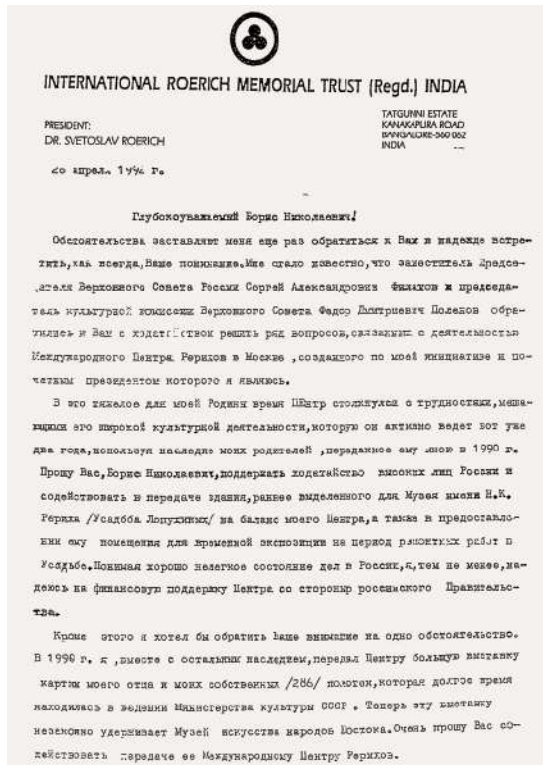 INTERNATIONAL ROERICH MEMORIAL TRUST (Regd.) INDIA
PRESIDENT:
DR. SVETOSLAV ROERICH
TATGUNNI ESTATE
KANAKAPURA ROAD
BANGALORE-560 062
INDIA
апреля 199 г.
Глубокоуважаемый Борис Николаевич!
Обстоятельства заставляют меня еще раз обратиться к Вам в надежде встре-
тить,как всегда,Ваше понимание.Мне стало известно,что заместитель Председ-
ателя Верховного Совета России Сергей Александрович Филатов и председа-
тель культурной комиссии Верховного Совета Федор Дмитриевич Поленов обра-
тились к Вам с ходатайством решить ряд вопросов,связанных с деятельностью
Международного Центра Рерихов в Москве ,созданного по моей инициативе и по-
четным президентом которого я являюсь.
В это тяжелое для моей Родины время Центр столкнулся с трудностями,меша-
ющими его широкой культурной деятельности,которую он активно ведет вот уже
два года,используя наследие моих родителей ,переданное ему мною в 1990 г.
Прошу Вас,Борис Николаевич,поддержать ходатайство высоких лиц России и
содействовать в передаче здания,раннее выделенного для Музея имени Н.К.
Рериха /Усадьба Лопухиных/ на баланс моего Центра,а также в предоставле-
нии ему помещения для временной экспозиции на период ремонтных работ в
Усадьбе.Понимая хорошо нелегкое состояние дел в России,я,тем не менее,на-
деюсь на финансовую поддержку Центра со стороны российского Правительс-
тва.
Кроме этого я хотел бы обратить Ваше внимание на одно обстоятельство.
В 1990 г. я ,вместе с остальным наследием,передал Центру большую выставку
картин моего отца и моих собственных /286/ полотен,которая долгое время
находилась в ведении Министерства культуры СССР . Теперь эту выставку
незаконно удерживает Музей искусства народов Востока.Очень прошу Вас со-
действовать передаче ее Международному Центру Рерихов.